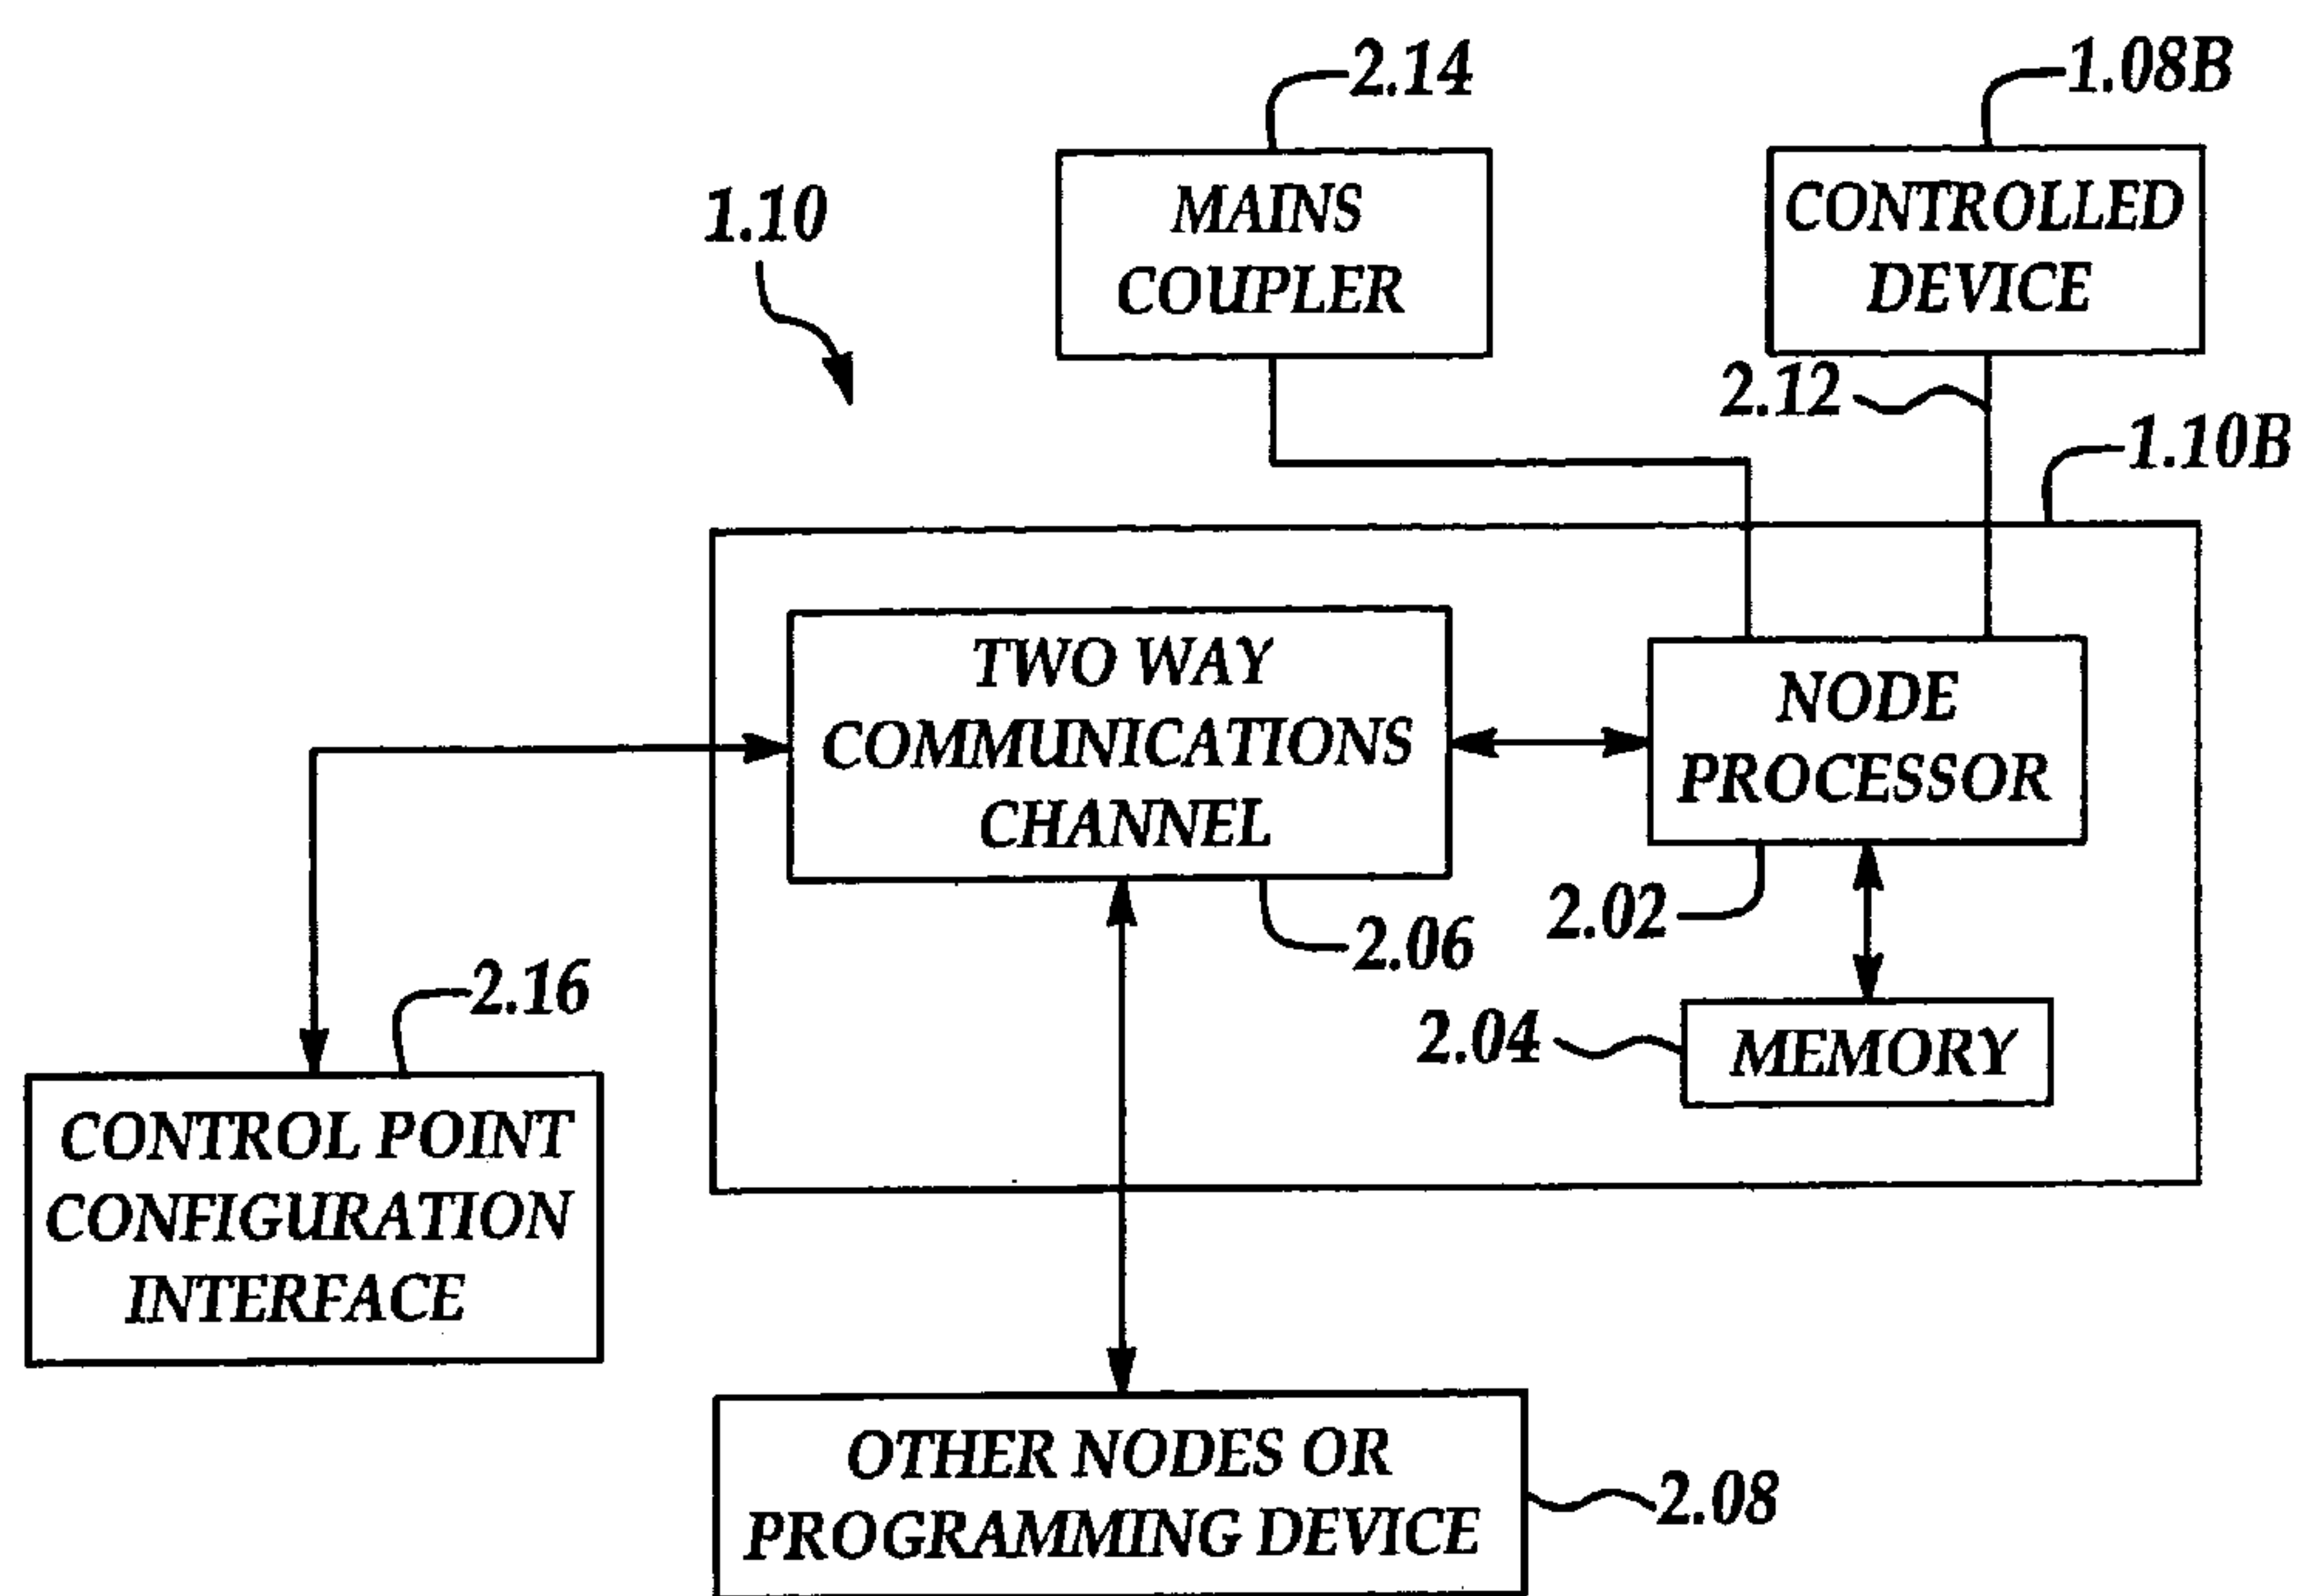 2.14
1.08B
1.10
MAINS
COUPLER
CONTROLLED
DEVICE
2.12
1.10B
TWO WAY
COMMUNICATIONS
CHANNEL
NODE
PROCESSOR
2.02
2.06
2.16
2.04
MEMORY
CONTROL POINT
CONFIGURATION
INTERFACE
OTHER NODES OR
PROGRAMMING DEVICE
2.08